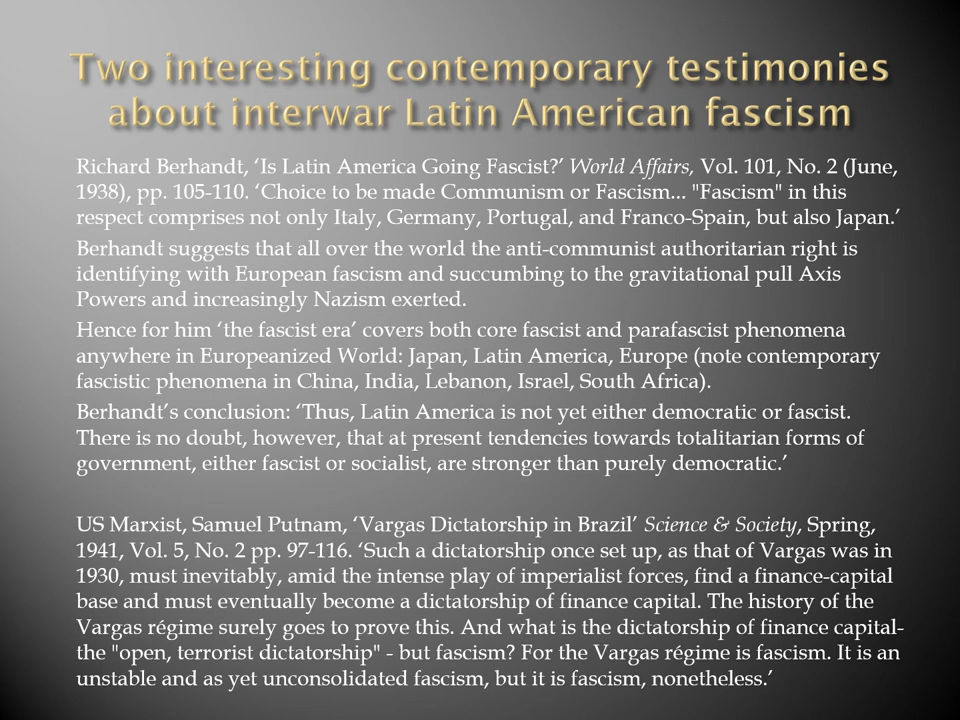 Two interesting contemporary testimonies
about interwar Latin American fascism
Richard Berhandt, ‘Is Latin America Going Fascist?’ World Affairs, Vol. 101, No. 2 (June,
1938), pp. 105-110. ‘Choice to be made Communism or Fascism... "Fascism" in this
respect comprises not only Italy, Germany, Portugal, and Franco-Spain, but also Japan.’
Berhandt suggests that all over the world the anti-communist authoritarian right is
identifying with European fascism and succumbing to the gravitational pull Axis
Powers and increasingly Nazism exerted.
Hence for him ‘the fascist era’ covers both core fascist and parafascist phenomena
anywhere in Europeanized World: Japan, Latin America, Europe (note contemporary
fascistic phenomena in China, India, Lebanon, Israel, South Africa).
Berhandt’s conclusion: ‘Thus, Latin America is not yet either democratic or fascist.
There is no doubt, however, that at present tendencies towards totalitarian forms of
government, either fascist or socialist, are stronger than purely democratic.’
US Marxist, Samuel Putnam, ‘Vargas Dictatorship in Brazil’ Science & Society, Spring,
1941, Vol. 5, No. 2 pp. 97-116. ‘Such a dictatorship once set up, as that of Vargas was in
1930, must inevitably, amid the intense play of imperialist forces, find a finance-capital
base and must eventually become a dictatorship of finance capital. The history of the
Vargas régime surely goes to prove this. And what is the dictatorship of finance capital-
the "open, terrorist dictatorship" - but fascism? For the Vargas régime is fascism. It is an
unstable and as yet unconsolidated fascism, but it is fascism, nonetheless.’